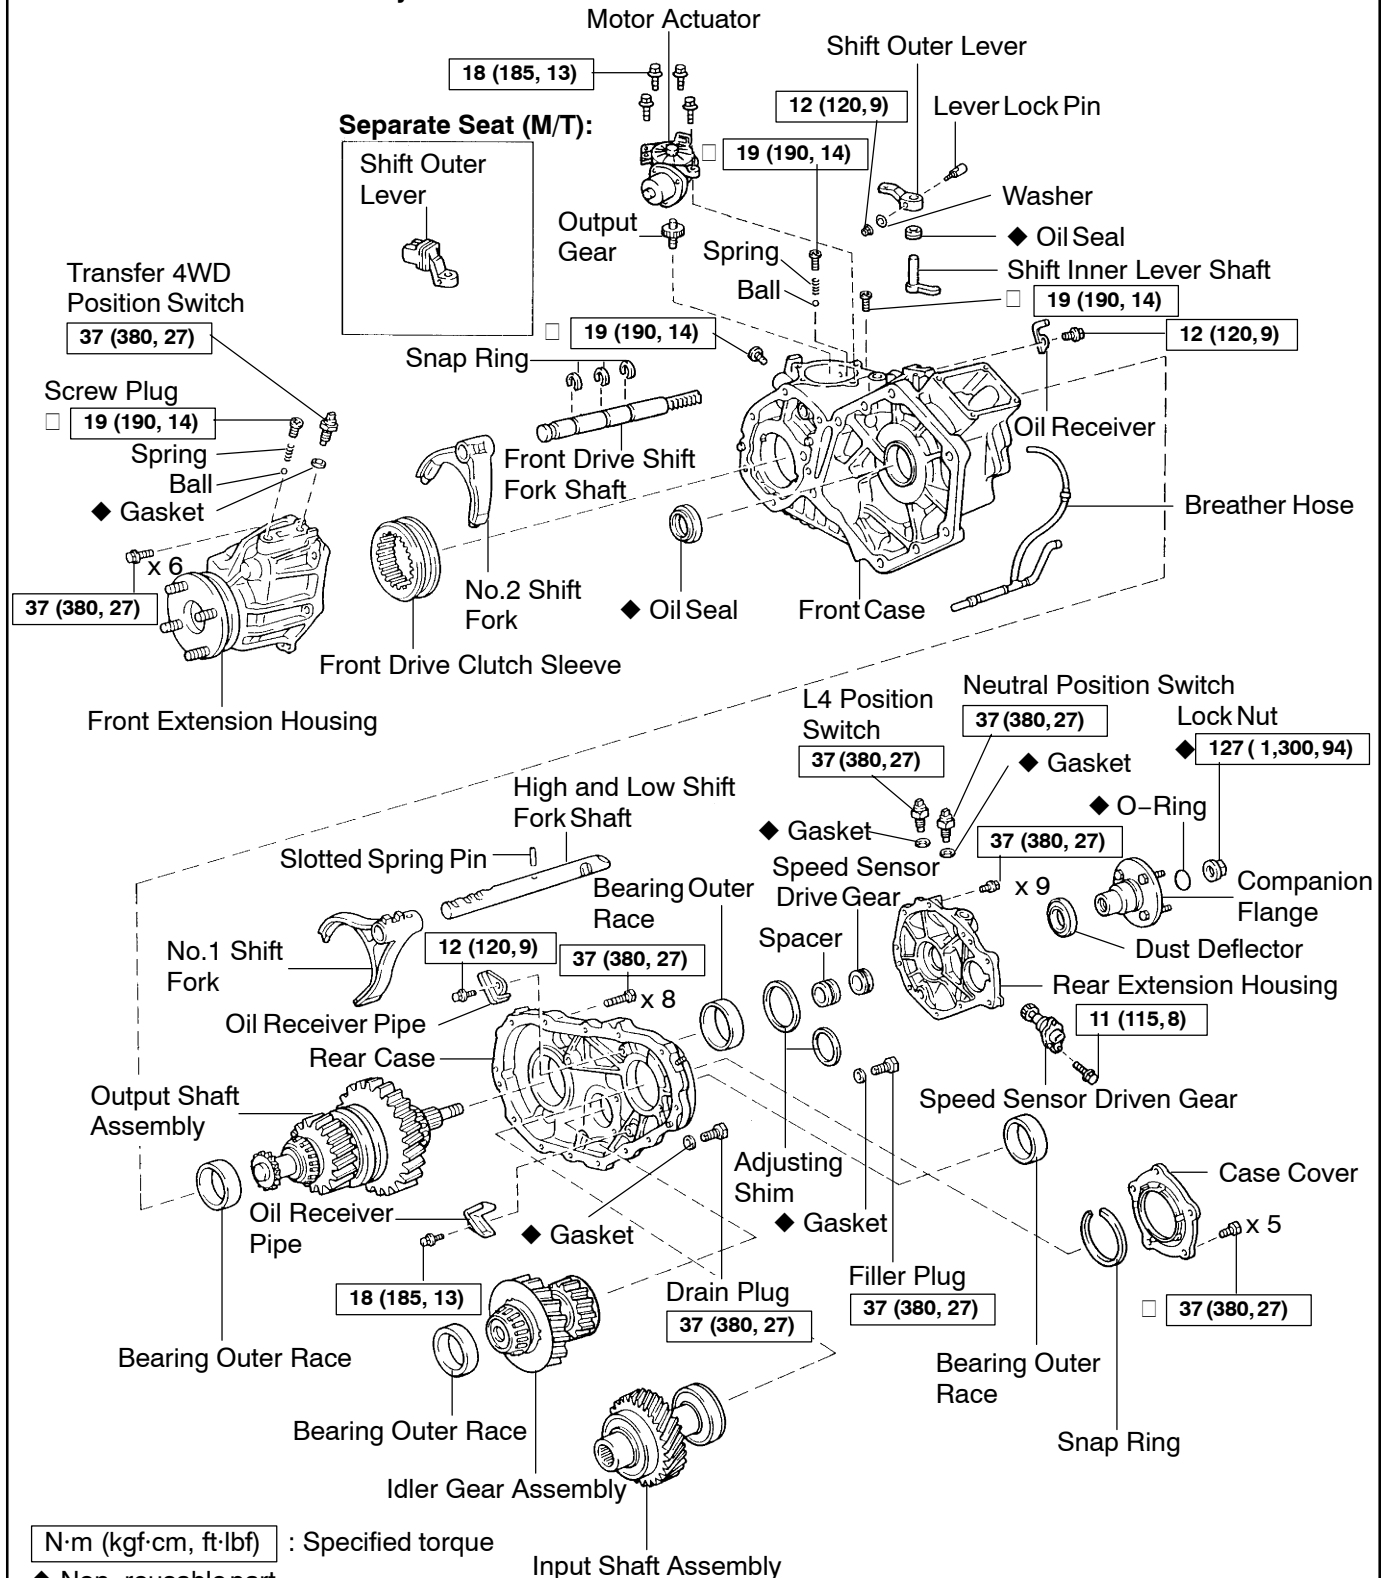 Motor Actuator
Shift Outer Lever
18 (185, 13)
12 (120, 9)
Lever Lock Pin
Separate Seat (M/T):
19 (190, 14)
Shift Outer
Lever
Washer
Output
Gear
Oil Seal
Spring
Shift Inner Lever Shaft
Transfer 4WD
Position Switch
Ball
19 (190, 14)
37 (380, 27)
19 (190, 14)
12 (120, 9)
Snap Ring
Screw Plug
19 (190, 14)
Oil Receiver
Spring
Front Drive Shift
Fork Shaft
Ball
◆ Gasket
Breather Hose
x 6
No.2 Shift
Fork
37 (380, 27)
◆ Oil Seal
Front Case
Front Drive Clutch Sleeve
Front Extension Housing
L4 Position
Switch
37 (380, 27)
Neutral Position Switch
37 (380, 27)
Lock Nut
◆ 127 ( 1,300, 94)
◆ Gasket
High and Low Shift
Fork Shaft
◆ O-Ring
◆ Gasket
37 (380, 27)
Slotted Spring Pin
Speed Sensor
Drive Gear
x 9
Bearing Outer
Race
Companion
Flange
No.1 Shift
Fork
12 (120, 9)
37 (380, 27)
Spacer
Dust Deflector
x 8
Rear Extension Housing
Oil Receiver Pipe
11 (115, 8)
Rear Case
Output Shaft
Assembly
Speed Sensor Driven Gear
Adjusting
Shim
Case Cover
Oil Receiver
Pipe
◆ Gasket
◆ Gasket
x 5
18 (185, 13)
Drain Plug
37 (380, 27)
Filler Plug
37 (380, 27)
37 (380, 27)
Bearing Outer Race
Bearing Outer
Race
Bearing Outer Race
Snap Ring
Idler Gear Assembly
N·m (kgf·cm, ft·lbf) : Specified torque
Input Shaft Assembly
◆ Non-reusable part